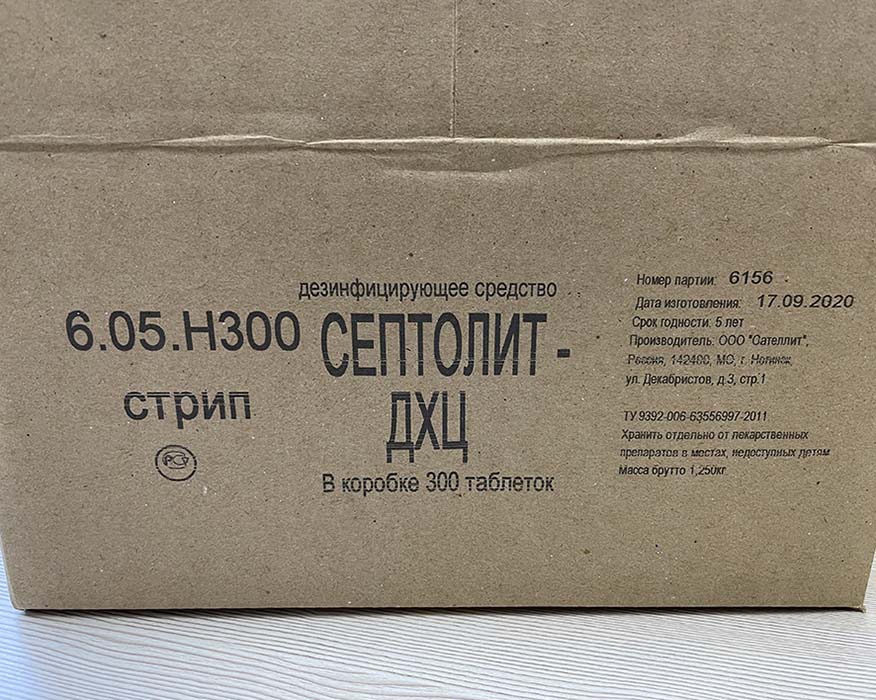 6.05.Н300
стрип
РСТ
дезинфицирующее средство
СЕПТОЛИТ -
ДХЦ
В коробке 300 таблеток
Номер партии: 6156
Дата изготовления: 17.09.2020
Срок годности: 5 лет
Производитель: ООО "Сателлит",
Россия, 142400, МО, г. Ногинск,
ул. Декабристов, д.3, стр.1
ТУ 9392-006-63556997-2011
Хранить отдельно от лекарственных
препаратов в местах, недоступных детям
Масса брутто 1,250кг